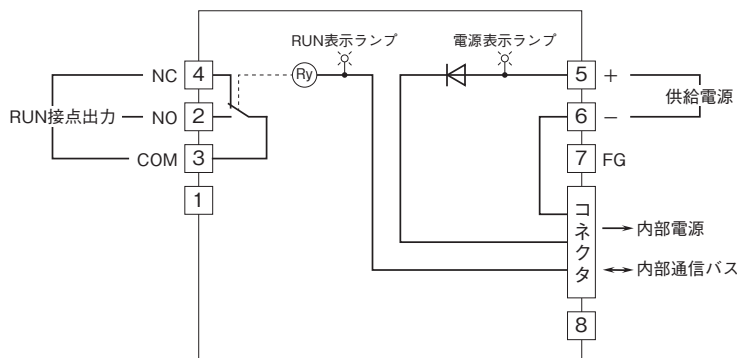 RUN表示ランプ
電源表示ランプ
NC 4
Ry
5 +
RUN接点出力
NO 2
6 −
供給電源
COM 3
7 FG
1
コネクタ
内部電源
内部通信バス
8